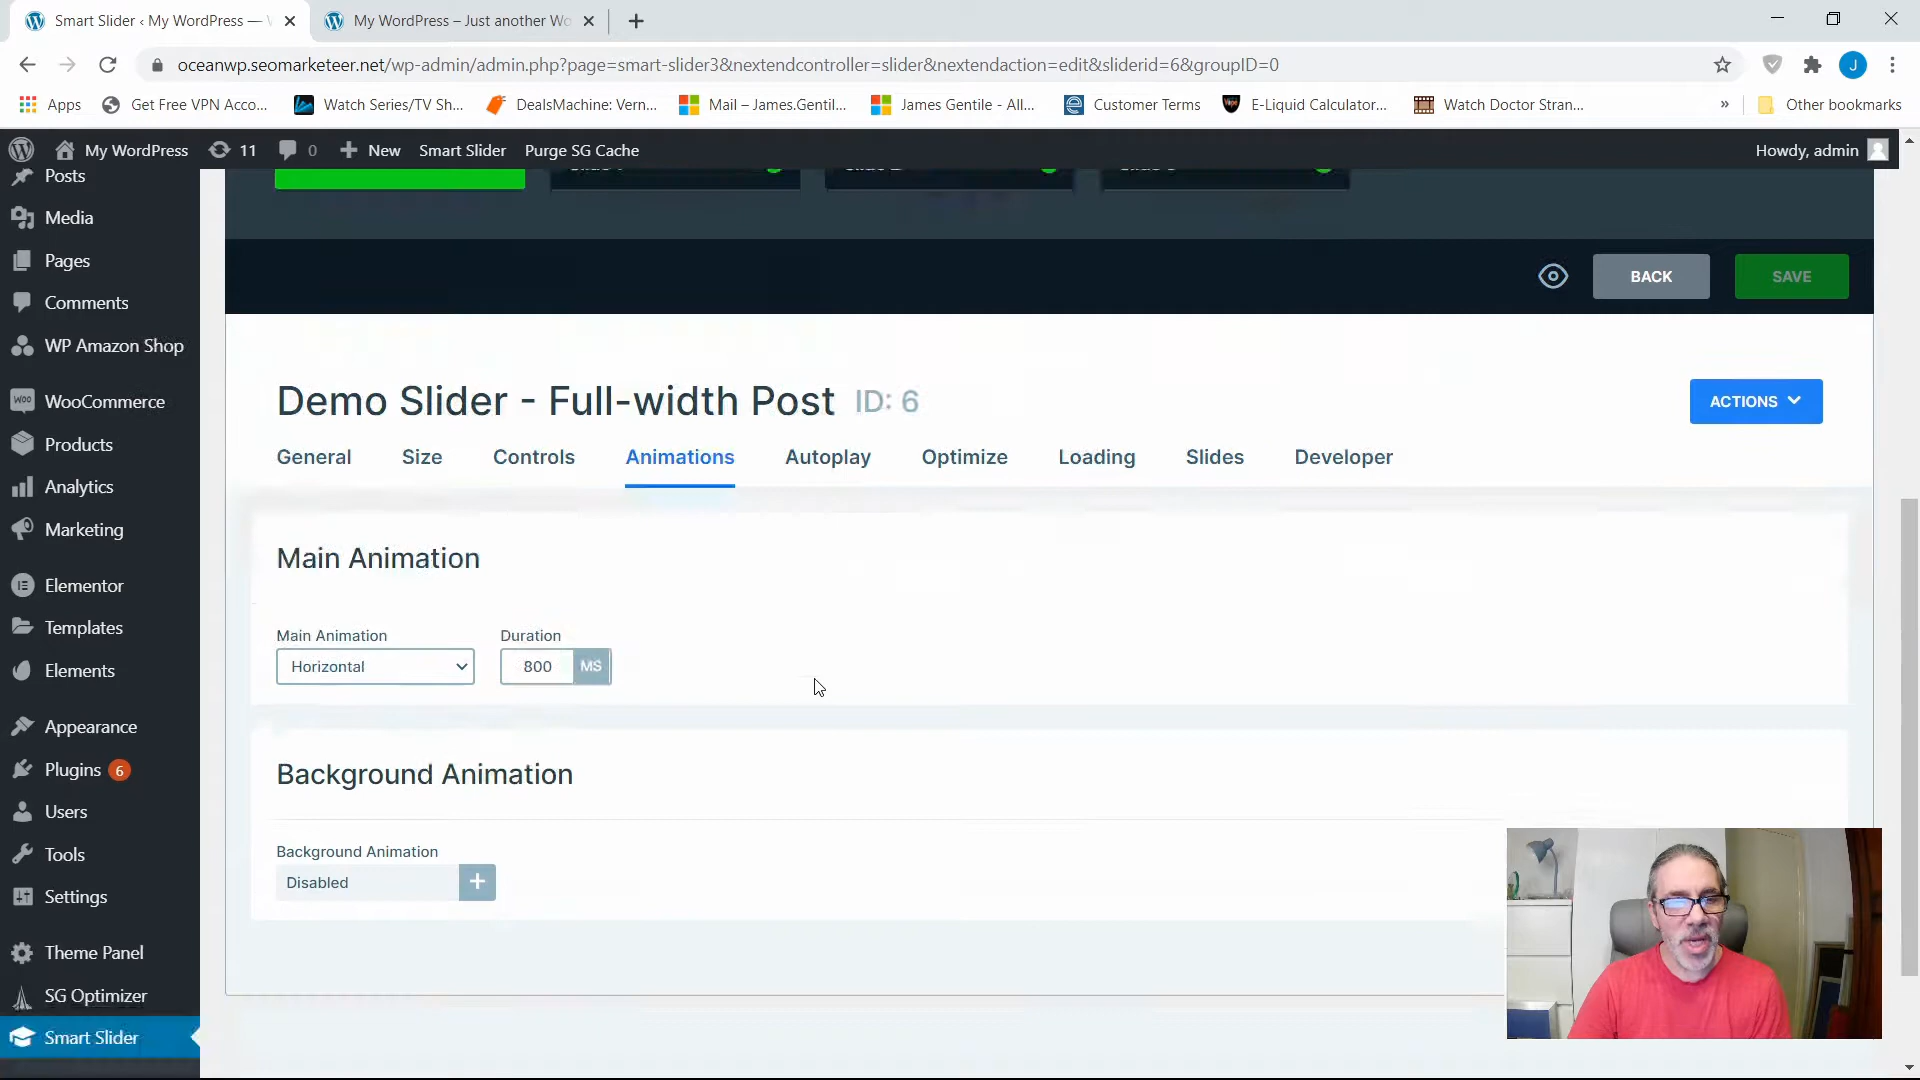 Smart Slider ‹ My WordPress —
My WordPress – Just another Wo
oceanwp.seomarketeer.net/wp-admin/admin.php?page=smart-slider3&nextendcontroller=slider&nextendaction=edit&sliderid=6&groupID=0
J
Apps
Get Free VPN Acco...
Watch Series/TV Sh...
DealsMachine: Vern...
Mail – James.Gentil...
James Gentile - All...
Customer Terms
E-Liquid Calculator...
Watch Doctor Stran...
»
Other bookmarks
My WordPress
11
0
New
Smart Slider
Purge SG Cache
Howdy, admin
Posts
Media
Pages
Comments
WP Amazon Shop
WooCommerce
Products
Analytics
Marketing
Elementor
Templates
Elements
Appearance
Plugins 6
Users
Tools
Settings
Theme Panel
SG Optimizer
Smart Slider
BACK
SAVE
Demo Slider - Full-width Post ID: 6
ACTIONS
General
Size
Controls
Animations
Autoplay
Optimize
Loading
Slides
Developer
Main Animation
Main Animation
Duration
Horizontal
800
MS
Background Animation
Background Animation
Disabled